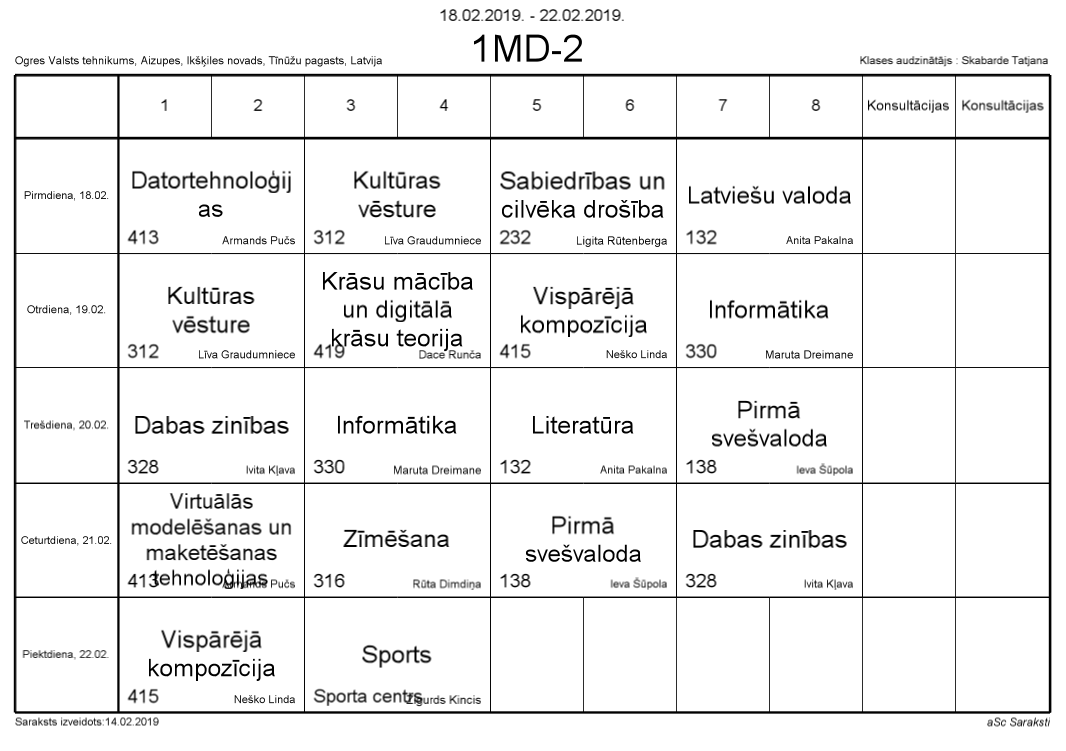 18.02.2019. - 22.02.2019.
1MD-2
Ogres Valsts tehnikums, Aizupes, Ikšķiles novads, Tīnūžu pagasts, Latvija
Klases audzinātājs : Skabarde Tatjana
1 2 3 4 5 6 7 8 Konsultācijas Konsultācijas
Pirmdiena, 18.02.
Datortehnoloģij
as
413 Armands Pučs
Kultūras
vēsture
312 Līva Graudumniece
Sabiedrības un
cilvēka drošība
232 Ligita Rūtenberga
Latviešu valoda
132 Anita Pakalna
Otrdiena, 19.02.
Kultūras
vēsture
312 Līva Graudumniece
Krāsu mācība
un digitālā
krāsu teorija
419 Dace Runča
Vispārējā
kompozīcija
415 Neško Linda
Informātika
330 Maruta Dreimane
Trešdiena, 20.02.
Dabas zinības
328 Ivita Kļava
Informātika
330 Maruta Dreimane
Literatūra
132 Anita Pakalna
Pirmā
svešvaloda
138 Ieva Šūpola
Ceturtdiena, 21.02.
Virtuālās
modelēšanas un
maketēšanas
tehnoloģijas
413 Armands Pučs
Zīmēšana
316 Rūta Dimdiņa
Pirmā
svešvaloda
138 Ieva Šūpola
Dabas zinības
328 Ivita Kļava
Piektdiena, 22.02.
Vispārējā
kompozīcija
415 Neško Linda
Sports
Sporta centrs Zigurds Kincis
Saraksts izveidots:14.02.2019
aSc Saraksti